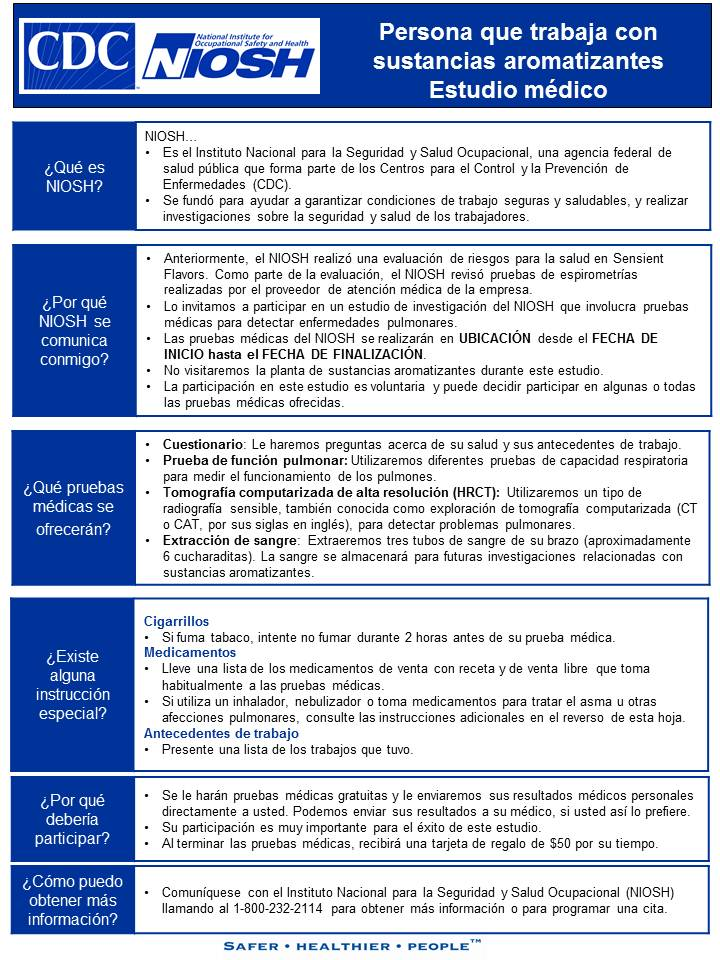 CDC
National Institute for
Occupational Safety and Health
NIOSH
Persona que trabaja con
sustancias aromatizantes
Estudio médico
¿Qué es
NIOSH?
NIOSH…
• Es el Instituto Nacional para la Seguridad y Salud Ocupacional, una agencia federal de
salud pública que forma parte de los Centros para el Control y la Prevención de
Enfermedades (CDC).
• Se fundó para ayudar a garantizar condiciones de trabajo seguras y saludables, y realizar
investigaciones sobre la seguridad y salud de los trabajadores.
¿Por qué
NIOSH se
comunica
conmigo?
• Anteriormente, el NIOSH realizó una evaluación de riesgos para la salud en Sensient
Flavors. Como parte de la evaluación, el NIOSH revisó pruebas de espirometrías
realizadas por el proveedor de atención médica de la empresa.
• Lo invitamos a participar en un estudio de investigación del NIOSH que involucra pruebas
médicas para detectar enfermedades pulmonares.
• Las pruebas médicas del NIOSH se realizarán en UBICACIÓN desde el FECHA DE
INICIO hasta el FECHA DE FINALIZACIÓN.
• No visitaremos la planta de sustancias aromatizantes durante este estudio.
• La participación en este estudio es voluntaria y puede decidir participar en algunas o todas
las pruebas médicas ofrecidas.
¿Qué pruebas
médicas se
ofrecerán?
• Cuestionario: Le haremos preguntas acerca de su salud y sus antecedentes de trabajo.
• Prueba de función pulmonar: Utilizaremos diferentes pruebas de capacidad respiratoria
para medir el funcionamiento de los pulmones.
• Tomografía computarizada de alta resolución (HRCT): Utilizaremos un tipo de
radiografía sensible, también conocida como exploración de tomografía computarizada (CT
o CAT, por sus siglas en inglés), para detectar problemas pulmonares.
• Extracción de sangre: Extraeremos tres tubos de sangre de su brazo (aproximadamente
6 cucharaditas). La sangre se almacenará para futuras investigaciones relacionadas con
sustancias aromatizantes.
¿Existe
alguna
instrucción
especial?
Cigarrillos
• Si fuma tabaco, intente no fumar durante 2 horas antes de su prueba médica.
Medicamentos
• Lleve una lista de los medicamentos de venta con receta y de venta libre que toma
habitualmente a las pruebas médicas.
• Si utiliza un inhalador, nebulizador o toma medicamentos para tratar el asma u otras
afecciones pulmonares, consulte las instrucciones adicionales en el reverso de esta hoja.
Antecedentes de trabajo
• Presente una lista de los trabajos que tuvo.
¿Por qué
debería
participar?
• Se le harán pruebas médicas gratuitas y le enviaremos sus resultados médicos personales
directamente a usted. Podemos enviar sus resultados a su médico, si usted así lo prefiere.
• Su participación es muy importante para el éxito de este estudio.
• Al terminar las pruebas médicas, recibirá una tarjeta de regalo de $50 por su tiempo.
¿Cómo puedo
obtener más
información?
• Comuníquese con el Instituto Nacional para la Seguridad y Salud Ocupacional (NIOSH)
llamando al 1-800-232-2114 para obtener más información o para programar una cita.
SAFER • HEALTHIER • PEOPLE™